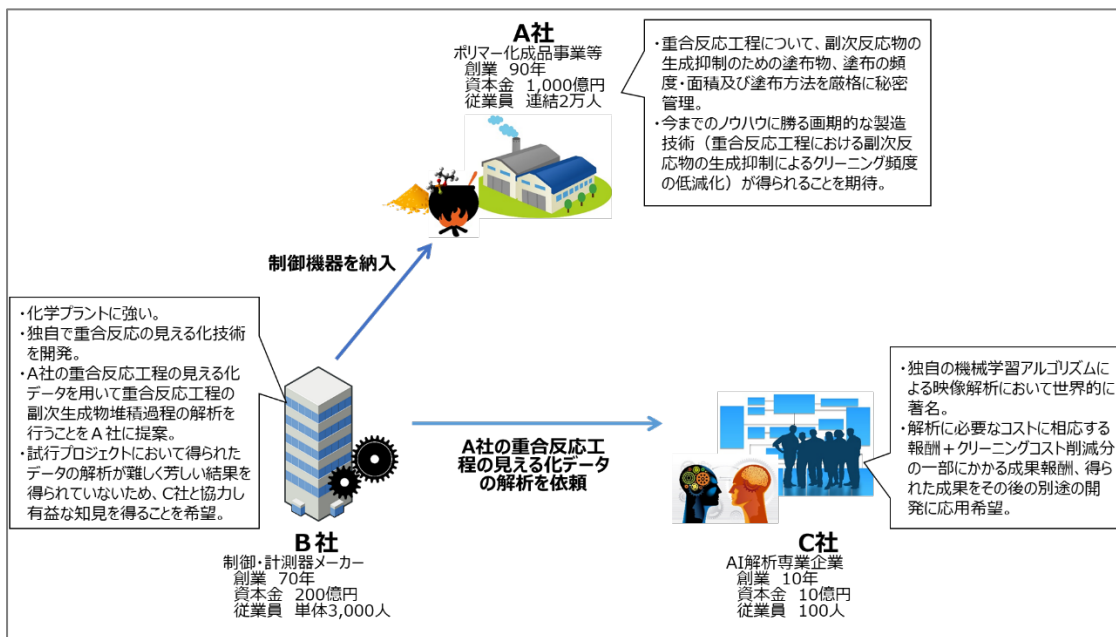 A社
ポリマー化成品事業等
創業 90年
資本金 1,000億円
従業員 連結2万人
・重合反応工程について、副次反応物の
生成抑制のための塗布物、塗布の頻
度・面積及び塗布方法を厳格に秘密
管理。
・今までのノウハウに勝る画期的な製造
技術（重合反応工程における副次反
応物の生成抑制によるクリーニング頻度
の低減化）が得られることを期待。
制御機器を納入
・化学プラントに強い。
・独自で重合反応の見える化技術
を開発。
・A社の重合反応工程の見える化
データを用いて重合反応工程の
副次生成物堆積過程の解析を
行うことをＡ社に提案。
・試行プロジェクトにおいて得られた
データの解析が難しく芳しい結果を
得られていないため、C社と協力し
有益な知見を得ることを希望。
A社の重合反応工
程の見える化データ
の解析を依頼
・独自の機械学習アルゴリズムによ
る映像解析において世界的に
著名。
・解析に必要なコストに相応する
報酬＋クリーニングコスト削減分
の一部にかかる成果報酬、得ら
れた成果をその後の別途の開
発に応用希望。
B社
制御・計測器メーカー
創業 70年
資本金 200億円
従業員 単体3,000人
C社
AI解析専業企業
創業 10年
資本金 10億円
従業員 100人